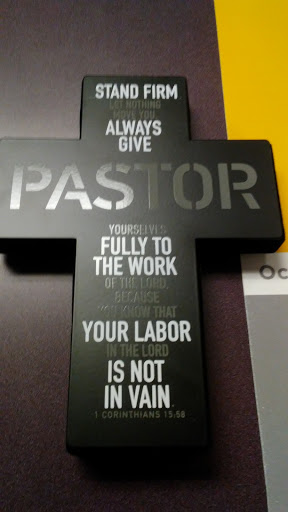 STAND FIRM
LET NOTHING
MOVE YOU
ALWAYS
GIVE
PASTOR
YOURSELVES
FULLY TO
THE WORK
OF THE LORD,
BECAUSE
YOU KNOW THAT
YOUR LABOR
IN THE LORD
IS NOT
IN VAIN.
1 CORINTHIANS 15:58
Oc